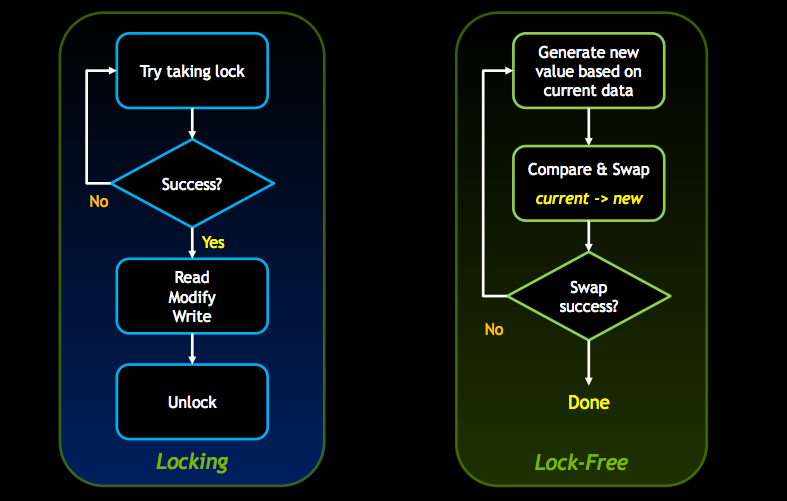 Try taking lock
Success?
No
Yes
Read
Modify
Write
Unlock
Locking
Generate new
value based on
current data
Compare & Swap
current -> new
Swap
success?
No
Done
Lock-Free